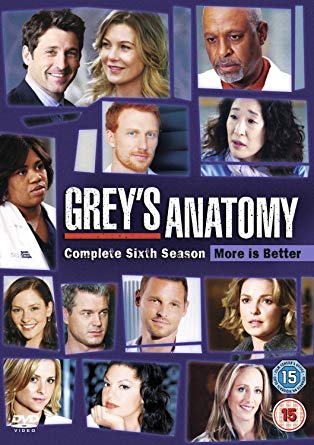 GREY'S ANATOMY
Complete Sixth Season More is Better
15
DVD
VIDEO
15